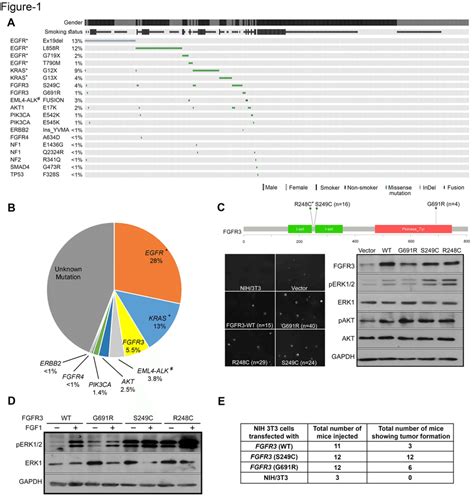 Figure-1
A
Gender
Smoking status
EGFR* Ex19del 13%
EGFR* L858R 12%
EGFR* G719X <1%
EGFR* T790M <1%
KRAS* G12X 9%
KRAS* G13X 4%
FGFR3 S249C 4%
FGFR3 G691R <1%
EML4-ALK# FUSION 3%
AKT1 E17K 2%
PIK3CA E542K <1%
PIK3CA E545K <1%
ERBB2 Ins_YVMA <1%
FGFR4 A634D <1%
NF1 E1436G <1%
NF1 Q2324R <1%
NF2 R341Q <1%
SMAD4 G473R <1%
TP53 F328S <1%
Male Female Smoker Non-smoker Missense mutation InDel Fusion
B
Unknown Mutation
EGFR* 28%
KRAS* 13%
FGFR3 5.5%
EML4-ALK# 3.8%
AKT 2.5%
PIK3CA 1.4%
FGFR4 <1%
ERBB2 <1%
C
R248C* S249C (n=16) G691R (n=4)
FGFR3
0 200 400 600 800
NIH/3T3 Vector
FGFR3-WT (n=15) G691R (n=40)
R248C (n=29) S249C (n=24)
Vector WT G691R S249C R248C
FGFR3
pERK1/2
ERK1
pAKT
AKT
GAPDH
D
FGFR3 WT G691R S249C R248C
FGF1 - + - + - + - +
pERK1/2
ERK1
GAPDH
E
NIH 3T3 cells transfected with Total number of mice injected Total number of mice showing tumor formation
FGFR3 (WT) 11 3
FGFR3 (S249C) 12 12
FGFR3 (G691R) 12 6
NIH/3T3 3 0